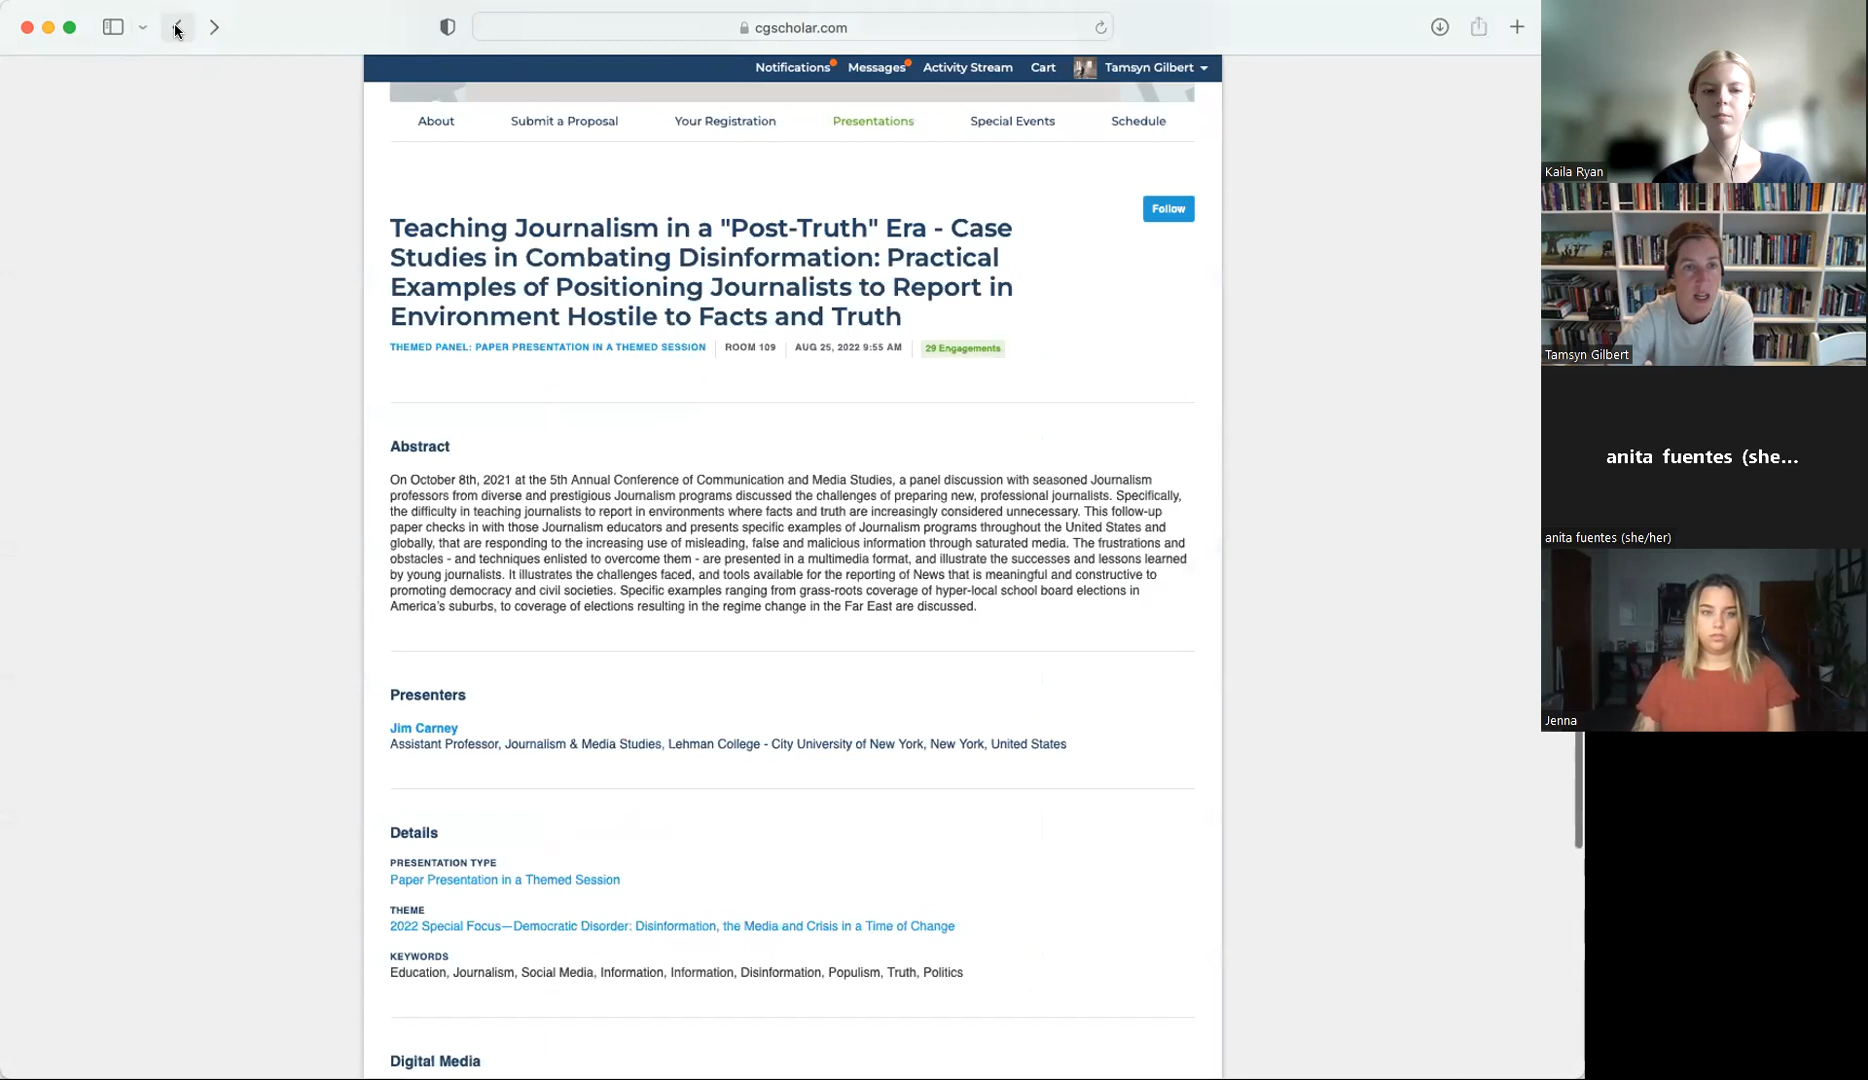 cgscholar.com
Notifications Messages Activity Stream Cart Tamsyn Gilbert
About Submit a Proposal Your Registration Presentations Special Events Schedule
Follow
Teaching Journalism in a "Post-Truth" Era - Case
Studies in Combating Disinformation: Practical
Examples of Positioning Journalists to Report in
Environment Hostile to Facts and Truth
THEMED PANEL: PAPER PRESENTATION IN A THEMED SESSION ROOM 109 AUG 25, 2022 9:55 AM 29 Engagements
Abstract
On October 8th, 2021 at the 5th Annual Conference of Communication and Media Studies, a panel discussion with seasoned Journalism
professors from diverse and prestigious Journalism programs discussed the challenges of preparing new, professional journalists. Specifically,
the difficulty in teaching journalists to report in environments where facts and truth are increasingly considered unnecessary. This follow-up
paper checks in with those Journalism educators and presents specific examples of Journalism programs throughout the United States and
globally, that are responding to the increasing use of misleading, false and malicious information through saturated media. The frustrations and
obstacles - and techniques enlisted to overcome them - are presented in a multimedia format, and illustrate the successes and lessons learned
by young journalists. It illustrates the challenges faced, and tools available for the reporting of News that is meaningful and constructive to
promoting democracy and civil societies. Specific examples ranging from grass-roots coverage of hyper-local school board elections in
America's suburbs, to coverage of elections resulting in the regime change in the Far East are discussed.
Presenters
Jim Carney
Assistant Professor, Journalism & Media Studies, Lehman College - City University of New York, New York, United States
Details
PRESENTATION TYPE
Paper Presentation in a Themed Session
THEME
2022 Special Focus—Democratic Disorder: Disinformation, the Media and Crisis in a Time of Change
KEYWORDS
Education, Journalism, Social Media, Information, Information, Disinformation, Populism, Truth, Politics
Digital Media
Kaila Ryan
Tamsyn Gilbert
anita fuentes (she...
anita fuentes (she/her)
Jenna